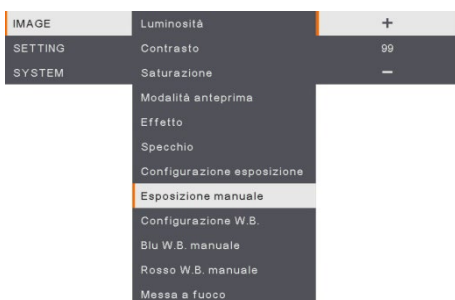 IMAGE
SETTING
SYSTEM
Luminosità
Contrasto
Saturazione
Modalità anteprima
Effetto
Specchio
Configurazione esposizione
Esposizione manuale
Configurazione W.B.
Blu W.B. manuale
Rosso W.B. manuale
Messa a fuoco
+
99
−